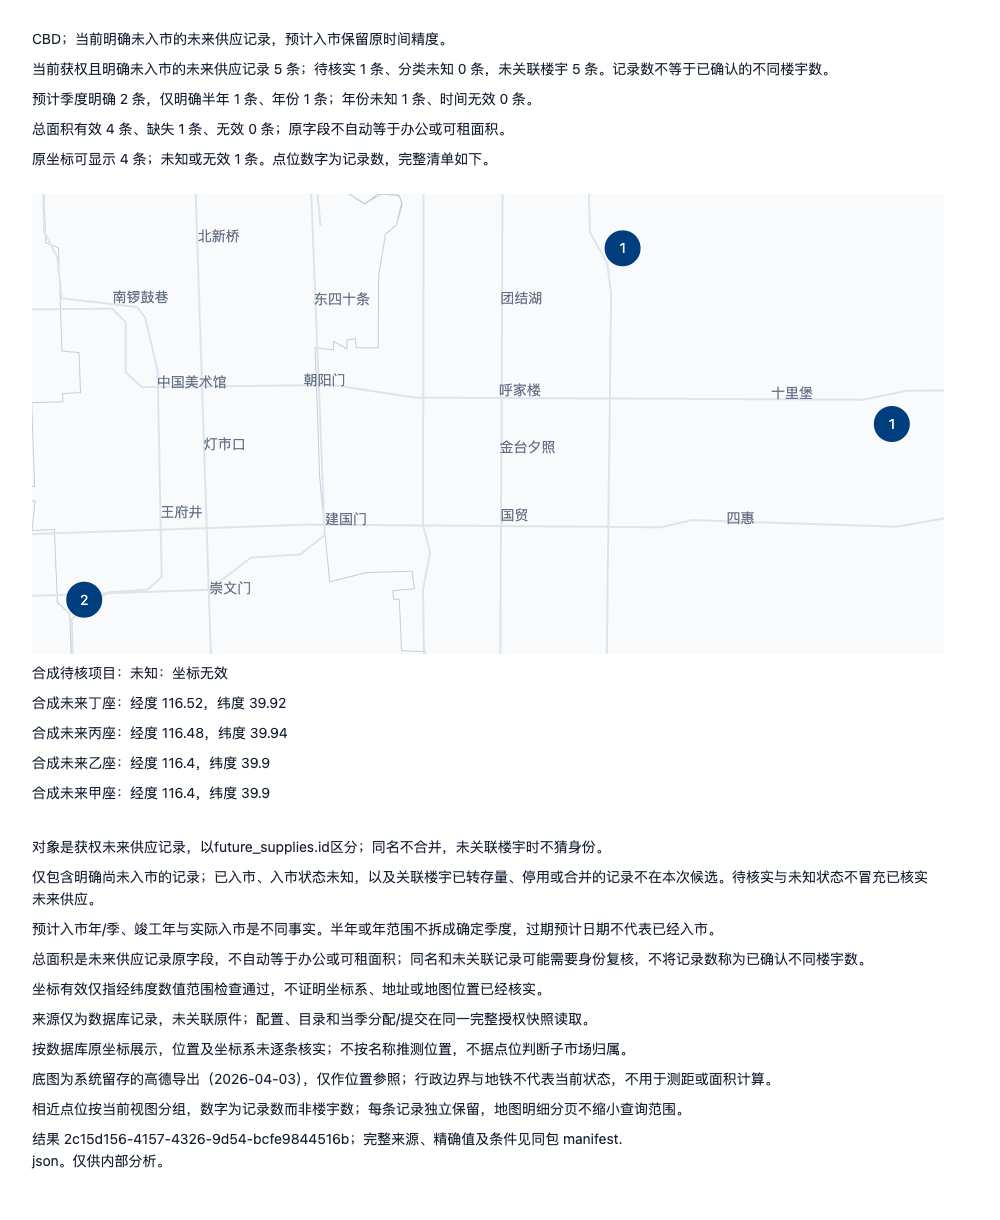 CBD；当前明确未入市的未来供应记录，预计入市保留原时间精度。
当前获权且明确未入市的未来供应记录 5 条；待核实 1 条、分类未知 0 条，未关联楼宇 5 条。记录数不等于已确认的不同楼宇数。
预计季度明确 2 条，仅明确半年 1 条、年份 1 条；年份未知 1 条、时间无效 0 条。
总面积有效 4 条、缺失 1 条、无效 0 条；原字段不自动等于办公或可租面积。
原坐标可显示 4 条；未知或无效 1 条。点位数字为记录数，完整清单如下。
北新桥
1
南锣鼓巷
东四十条
团结湖
中国美术馆
朝阳门
呼家楼
十里堡
1
灯市口
金台夕照
王府井
建国门
国贸
四惠
崇文门
2
合成待核项目：未知：坐标无效
合成未来丁座：经度 116.52，纬度 39.92
合成未来丙座：经度 116.48，纬度 39.94
合成未来乙座：经度 116.4，纬度 39.9
合成未来甲座：经度 116.4，纬度 39.9
对象是获权未来供应记录，以future_supplies.id区分；同名不合并，未关联楼宇时不猜身份。
仅包含明确尚未入市的记录；已入市、入市状态未知，以及关联楼宇已转存量、停用或合并的记录不在本次候选。待核实与未知状态不冒充已核实
未来供应。
预计入市年/季、竣工年与实际入市是不同事实。半年或年范围不拆成确定季度，过期预计日期不代表已经入市。
总面积是未来供应记录原字段，不自动等于办公或可租面积；同名和未关联记录可能需要身份复核，不将记录数称为已确认不同楼宇数。
坐标有效仅指经纬度数值范围检查通过，不证明坐标系、地址或地图位置已经核实。
来源仅为数据库记录，未关联原件；配置、目录和当季分配/提交在同一完整授权快照读取。
按数据库原坐标展示，位置及坐标系未逐条核实；不按名称推测位置，不据点位判断子市场归属。
底图为系统留存的高德导出（2026-04-03），仅作位置参照；行政边界与地铁不代表当前状态，不用于测距或面积计算。
相近点位按当前视图分组，数字为记录数而非楼宇数；每条记录独立保留，地图明细分页不缩小查询范围。
结果 2c15d156-4157-4326-9d54-bcfe9844516b；完整来源、精确值及条件见同包 manifest.
json。仅供内部分析。